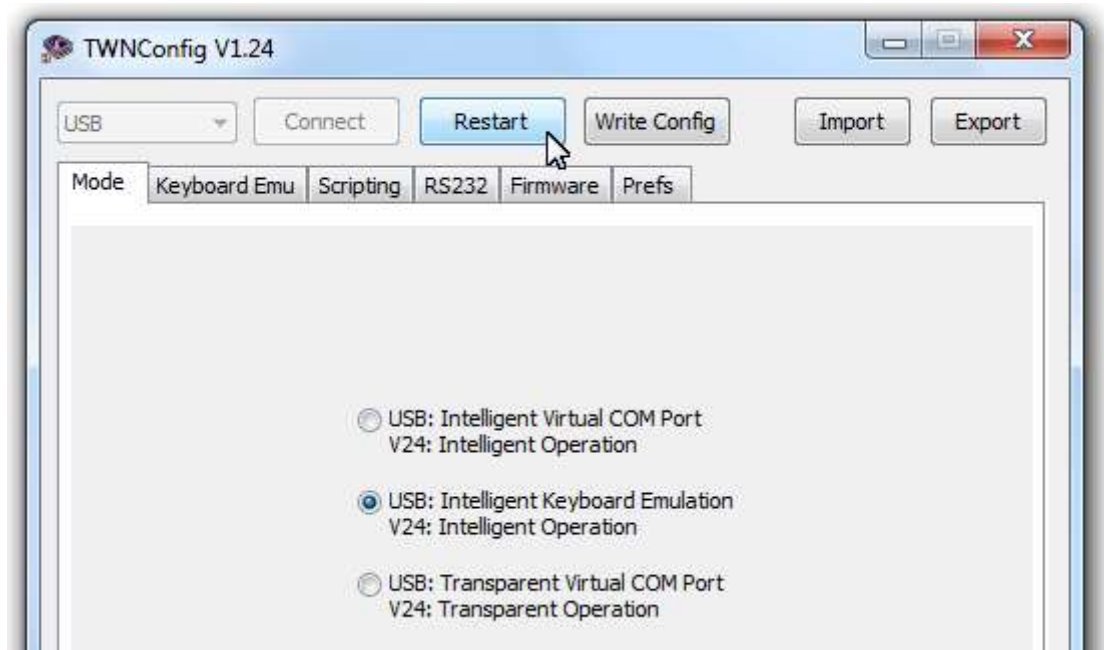 TWNConfig V1.24
USB Connect Restart Write Config Import Export
Mode Keyboard Emu Scripting RS232 Firmware Prefs
USB: Intelligent Virtual COM Port
V24: Intelligent Operation
USB: Intelligent Keyboard Emulation
V24: Intelligent Operation
USB: Transparent Virtual COM Port
V24: Transparent Operation